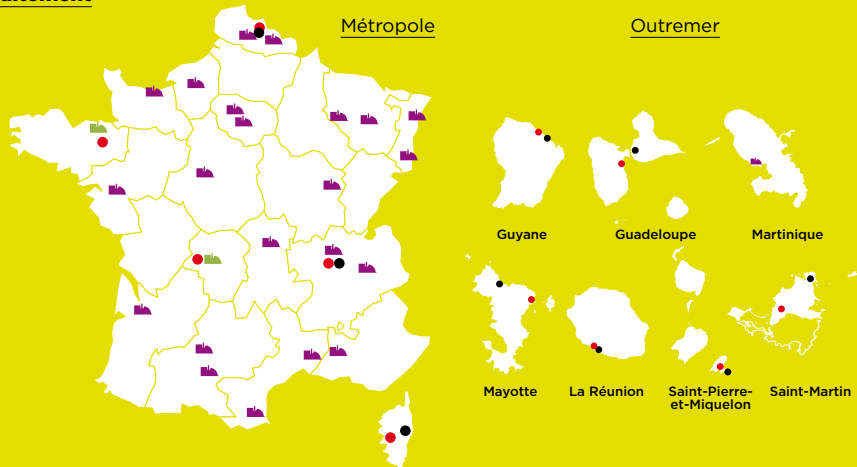 Métropole
Outremer
Guyane
Guadeloupe
Martinique
Mayotte
La Réunion
Saint-Pierre-
et-Miquelon
Saint-Martin